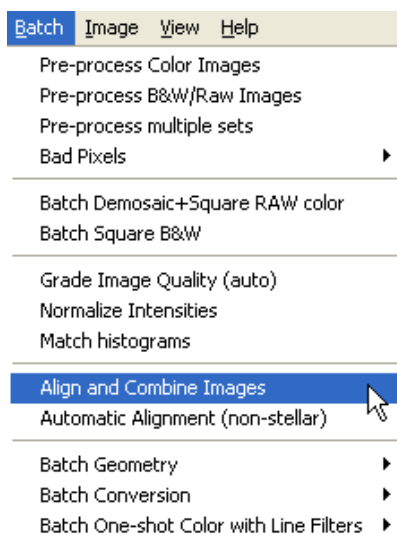 Batch Image View Help
Pre-process Color Images
Pre-process B&W/Raw Images
Pre-process multiple sets
Bad Pixels
Batch Demosaic+Square RAW color
Batch Square B&W
Grade Image Quality (auto)
Normalize Intensities
Match histograms
Align and Combine Images
Automatic Alignment (non-stellar)
Batch Geometry
Batch Conversion
Batch One-shot Color with Line Filters